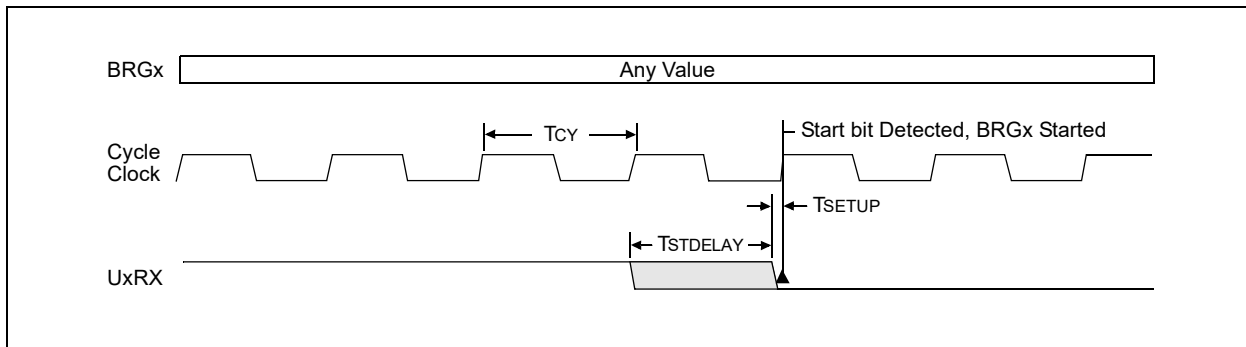 BRGx
Any Value
TCY
Start bit Detected, BRGx Started
Cycle
Clock
TSETUP
TSTDELAY
UxRX